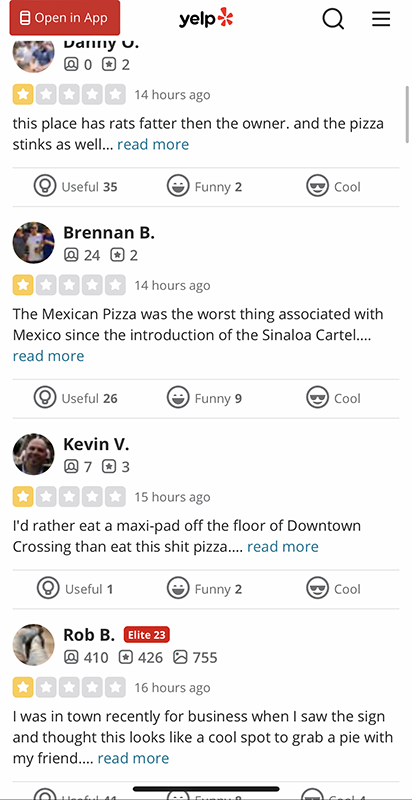 Open in App
yelp
Danny O.
0 2
14 hours ago
this place has rats fatter then the owner. and the pizza
stinks as well... read more
Useful 35 Funny 2 Cool
Brennan B.
24 2
14 hours ago
The Mexican Pizza was the worst thing associated with
Mexico since the introduction of the Sinaloa Cartel....
read more
Useful 26 Funny 9 Cool
Kevin V.
7 3
15 hours ago
I'd rather eat a maxi-pad off the floor of Downtown
Crossing than eat this shit pizza.... read more
Useful 1 Funny 2 Cool
Rob B. Elite 23
410 426 755
16 hours ago
I was in town recently for business when I saw the sign
and thought this looks like a cool spot to grab a pie with
my friend.... read more
Useful 41 Funny 8 Cool 4